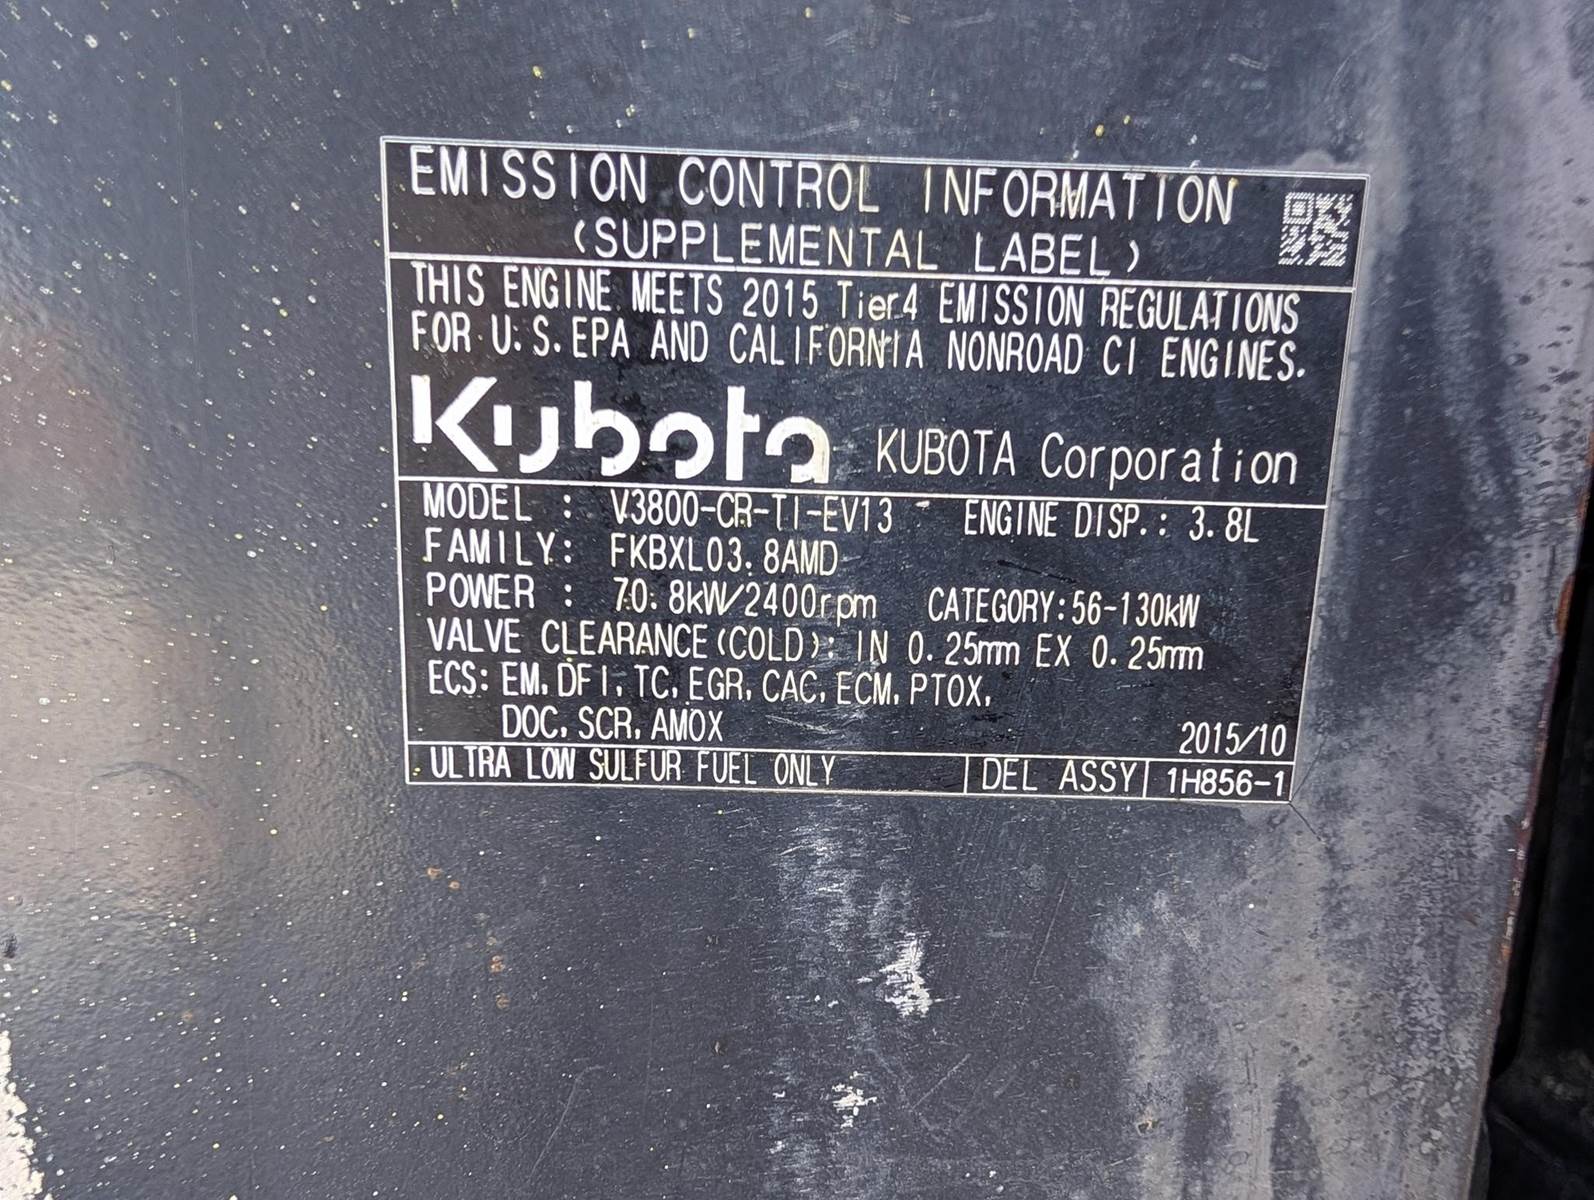 EMISSION CONTROL INFORMATION
(SUPPLEMENTAL LABEL)
THIS ENGINE MEETS 2015 Tier4 EMISSION REGULATIONS
FOR U.S.EPA AND CALIFORNIA NONROAD CI ENGINES.
Kubota KUBOTA Corporation
MODEL : V3800-CR-TI-EV13 ENGINE DISP.: 3.8L
FAMILY: FKBXL03.8AMD
POWER : 70.8kW/2400rpm CATEGORY:56-130kW
VALVE CLEARANCE(COLD): IN 0.25mm EX 0.25mm
ECS: EM, DFI, TC, EGR, CAC, ECM, PTOX,
DOC, SCR, AMOX 2015/10
ULTRA LOW SULFUR FUEL ONLY DEL ASSY 1H856-1